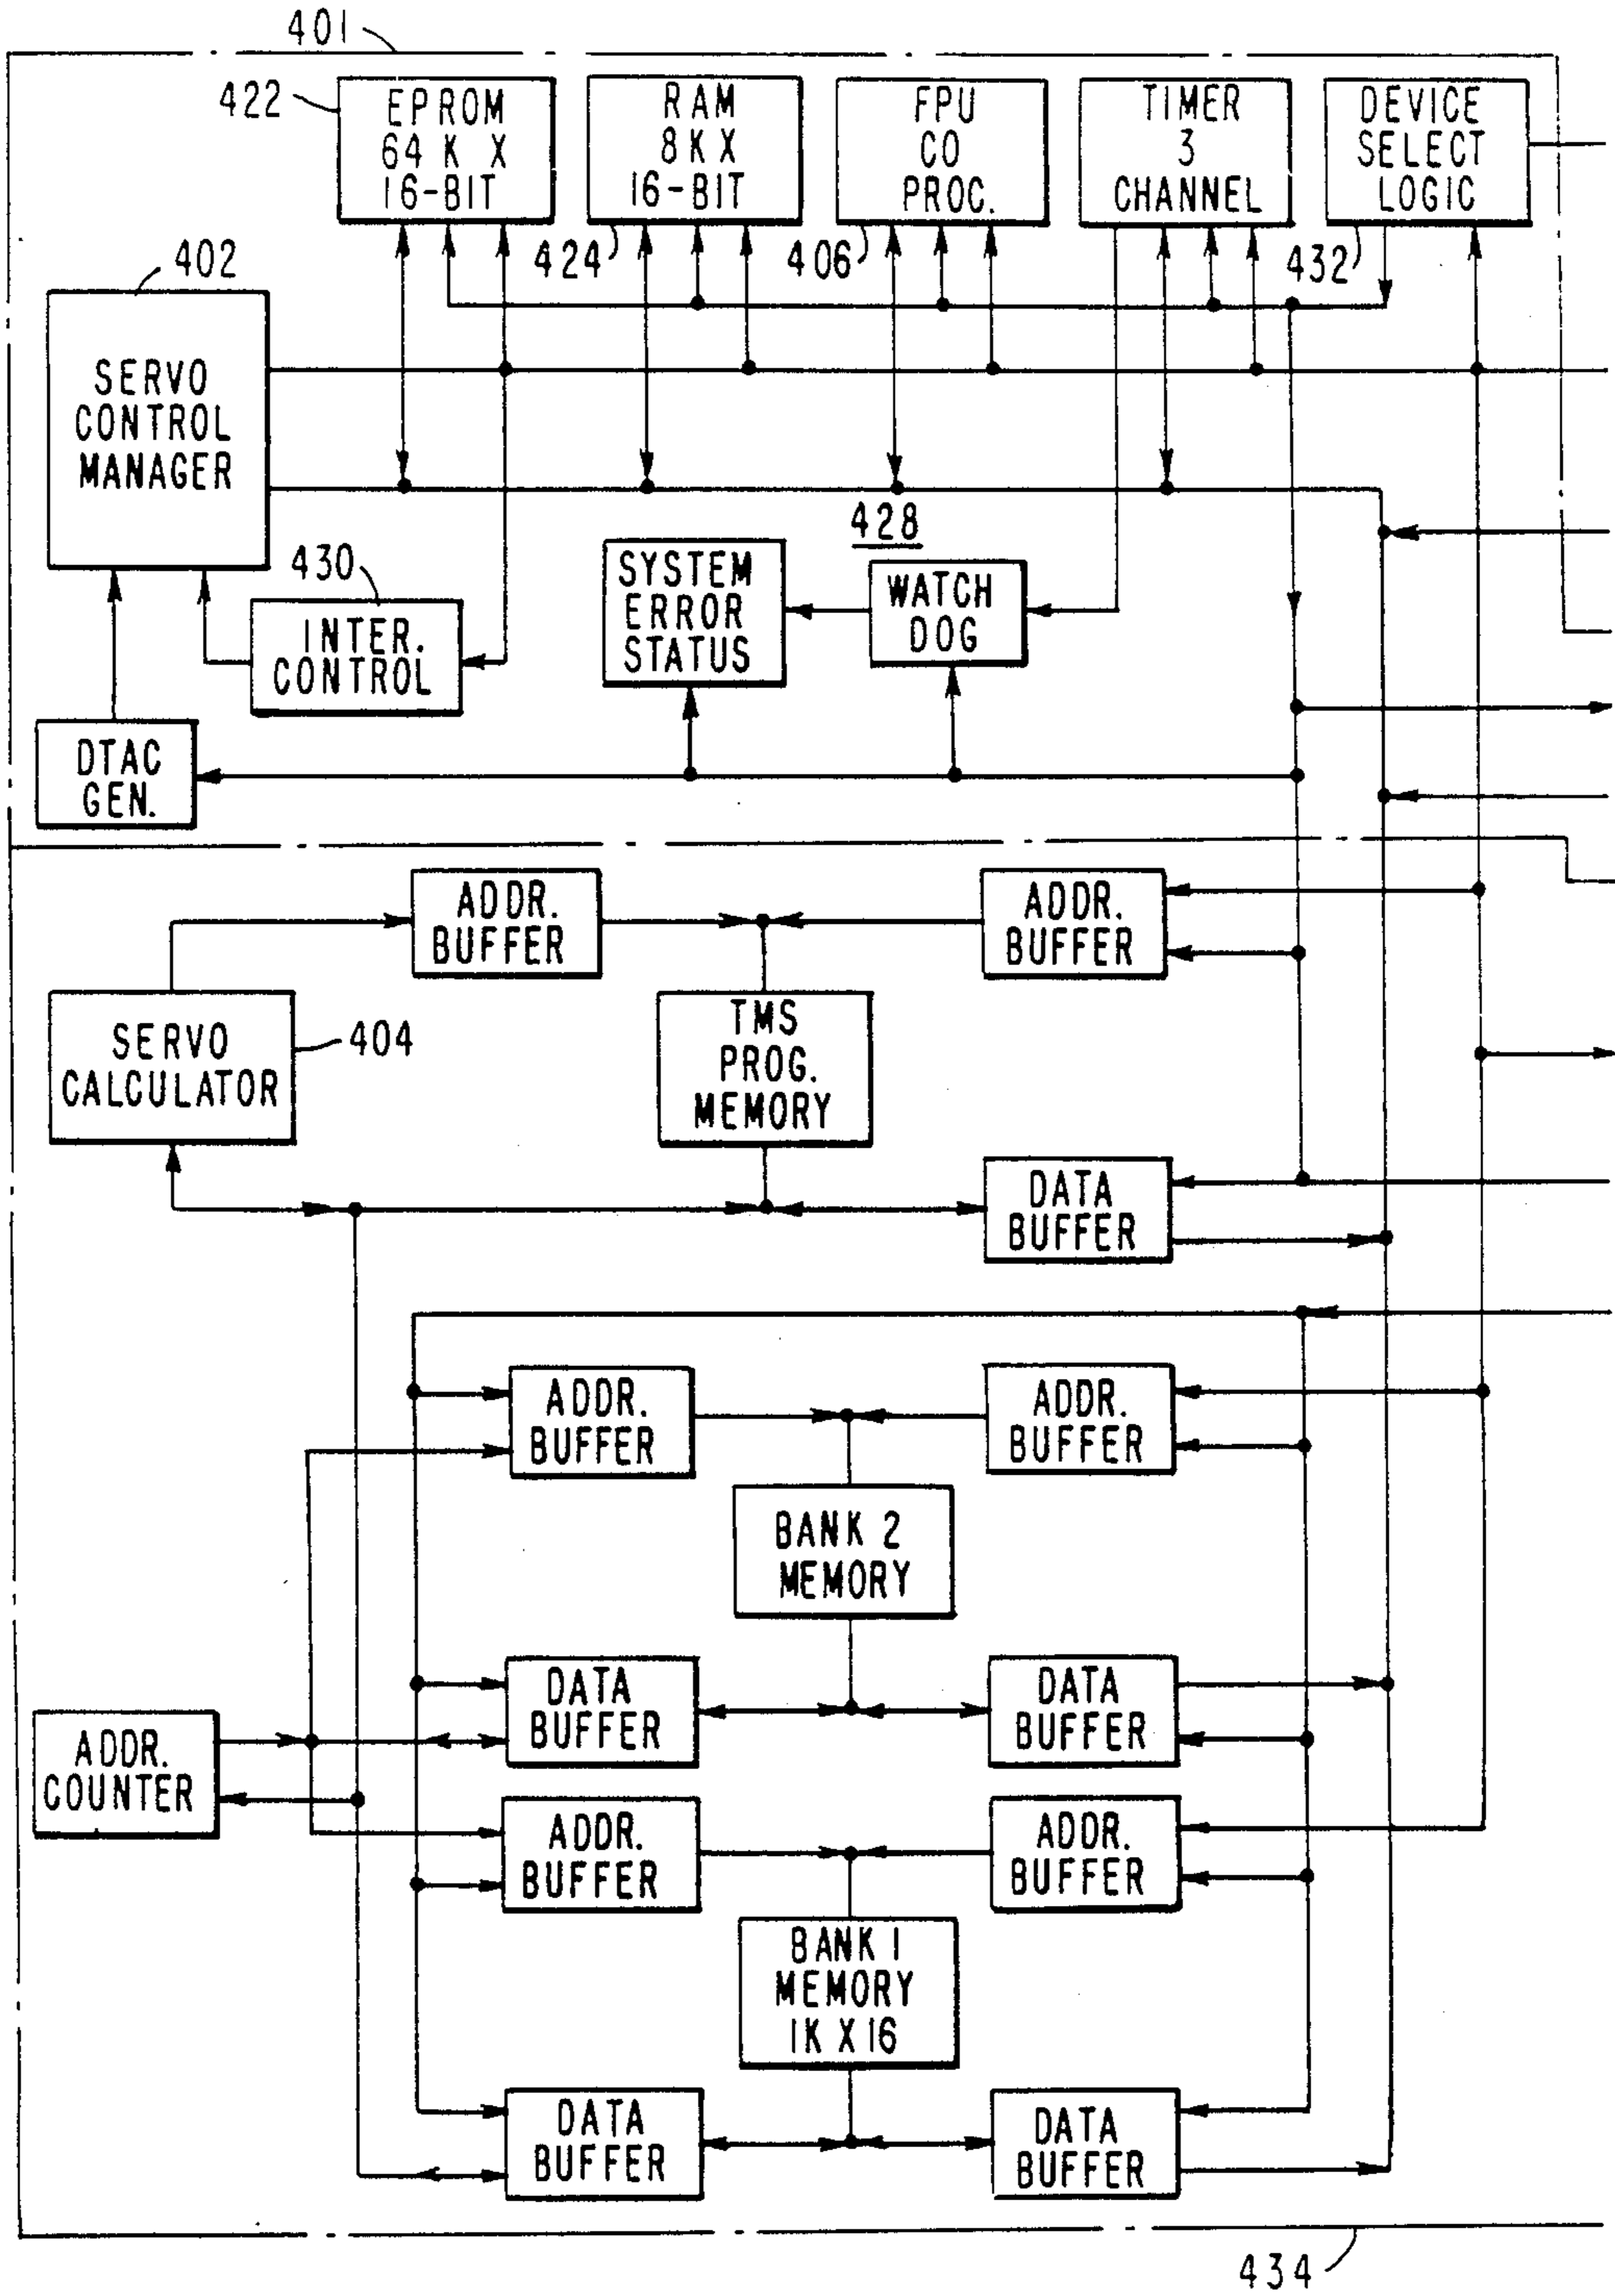 401
422
EPROM
64 K X
16-BIT
RAM
8K X
16-BIT
FPU
CO
PROC.
TIMER
3
CHANNEL
DEVICE
SELECT
LOGIC
424
406
432
402
SERVO
CONTROL
MANAGER
428
430
INTER.
CONTROL
SYSTEM
ERROR
STATUS
WATCH
DOG
DTAC
GEN.
ADDR.
BUFFER
ADDR.
BUFFER
SERVO
CALCULATOR
404
TMS
PROG.
MEMORY
DATA
BUFFER
ADDR.
BUFFER
ADDR.
BUFFER
BANK 2
MEMORY
DATA
BUFFER
DATA
BUFFER
ADDR.
COUNTER
ADDR.
BUFFER
ADDR.
BUFFER
BANK 1
MEMORY
1K X 16
DATA
BUFFER
DATA
BUFFER
434